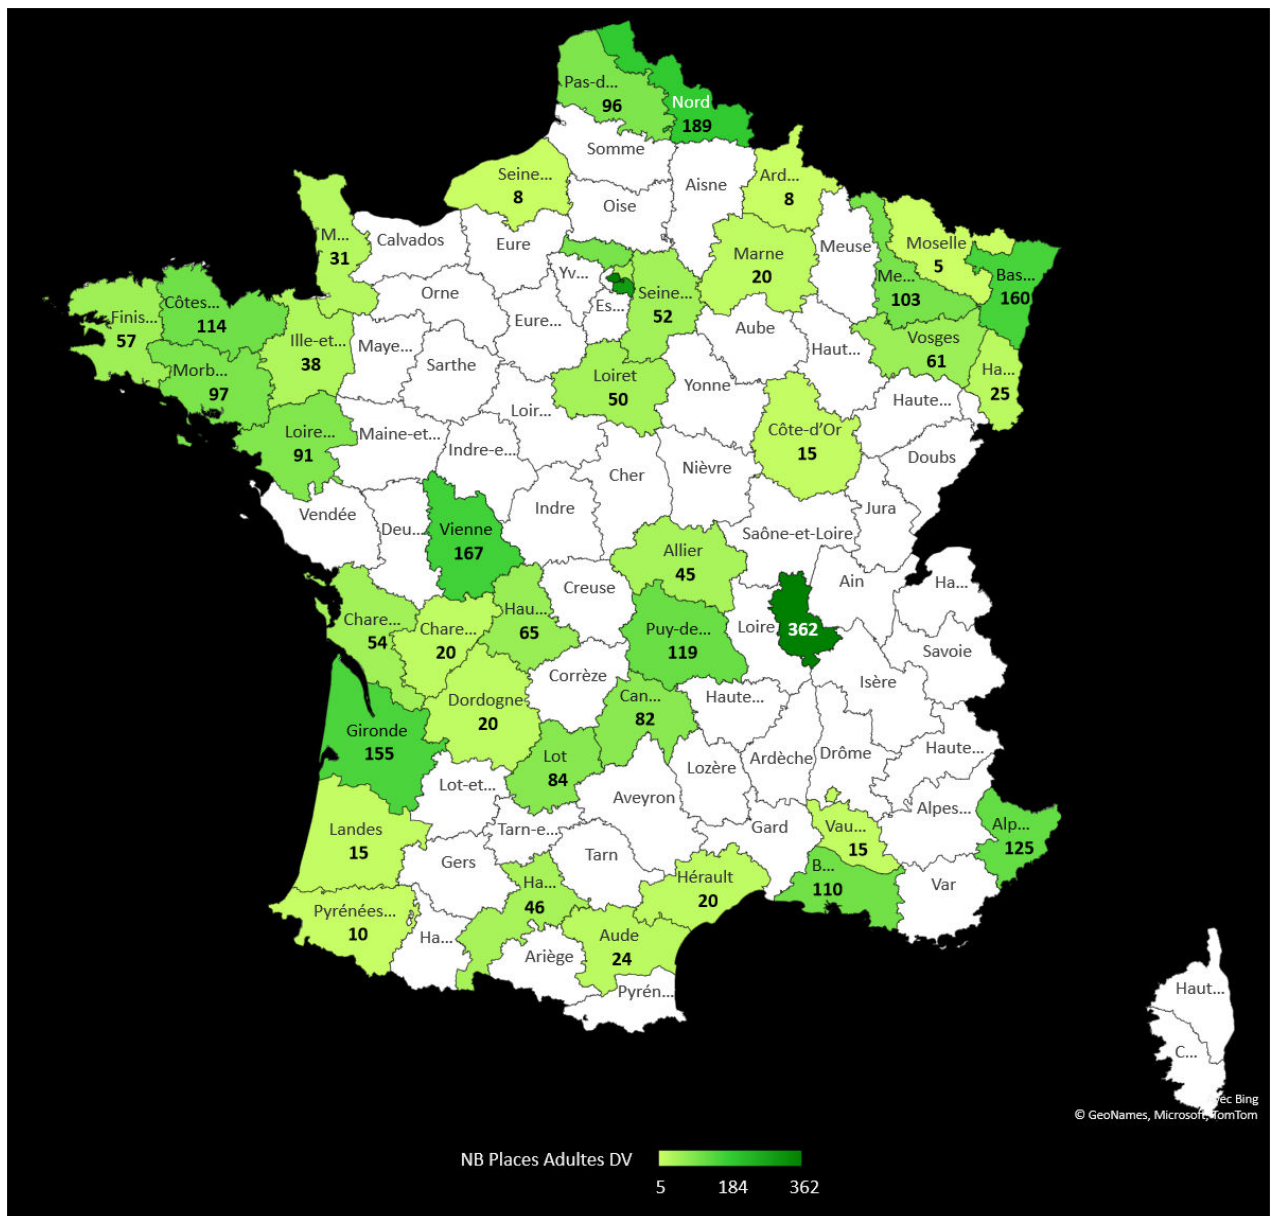 Pas-d...
96
Nord
189
Somme
Seine...
8
Oise
Aisne
Ard...
8
M...
31
Calvados
Eure
Yv...
Es...
Seine...
52
Marne
20
Meuse
Moselle
5
Me...
103
Bas...
160
Finis...
57
Côtes...
114
Morb...
97
Ille-et...
38
Orne
Maye...
Sarthe
Eure...
Loiret
50
Aube
Haut...
Vosges
61
Ha...
25
Yonne
Haute...
Loire...
91
Maine-et...
Loir...
Indre-e...
Cher
Nièvre
Côte-d'Or
15
Doubs
Vendée
Deu...
Vienne
167
Indre
Saône-et-Loire
Jura
Allier
45
Creuse
Ain
Ha...
Chare...
54
Chare...
20
Hau...
65
Puy-de...
119
Loire
362
Savoie
Isère
Corrèze
Dordogne
20
Can...
82
Haute...
Gironde
155
Lot
84
Lozère
Ardèche
Drôme
Haute...
Lot-et...
Aveyron
Alpes...
Alp...
125
Landes
15
Tarn-e...
Gers
Tarn
Gard
Vau...
15
B...
110
Var
Ha...
46
Hérault
20
Pyrénées...
10
Ha...
Ariège
Aude
24
Pyrén...
Haut...
C...
ec Bing
© GeoNames, Microsoft, TomTom
NB Places Adultes DV
5 184 362